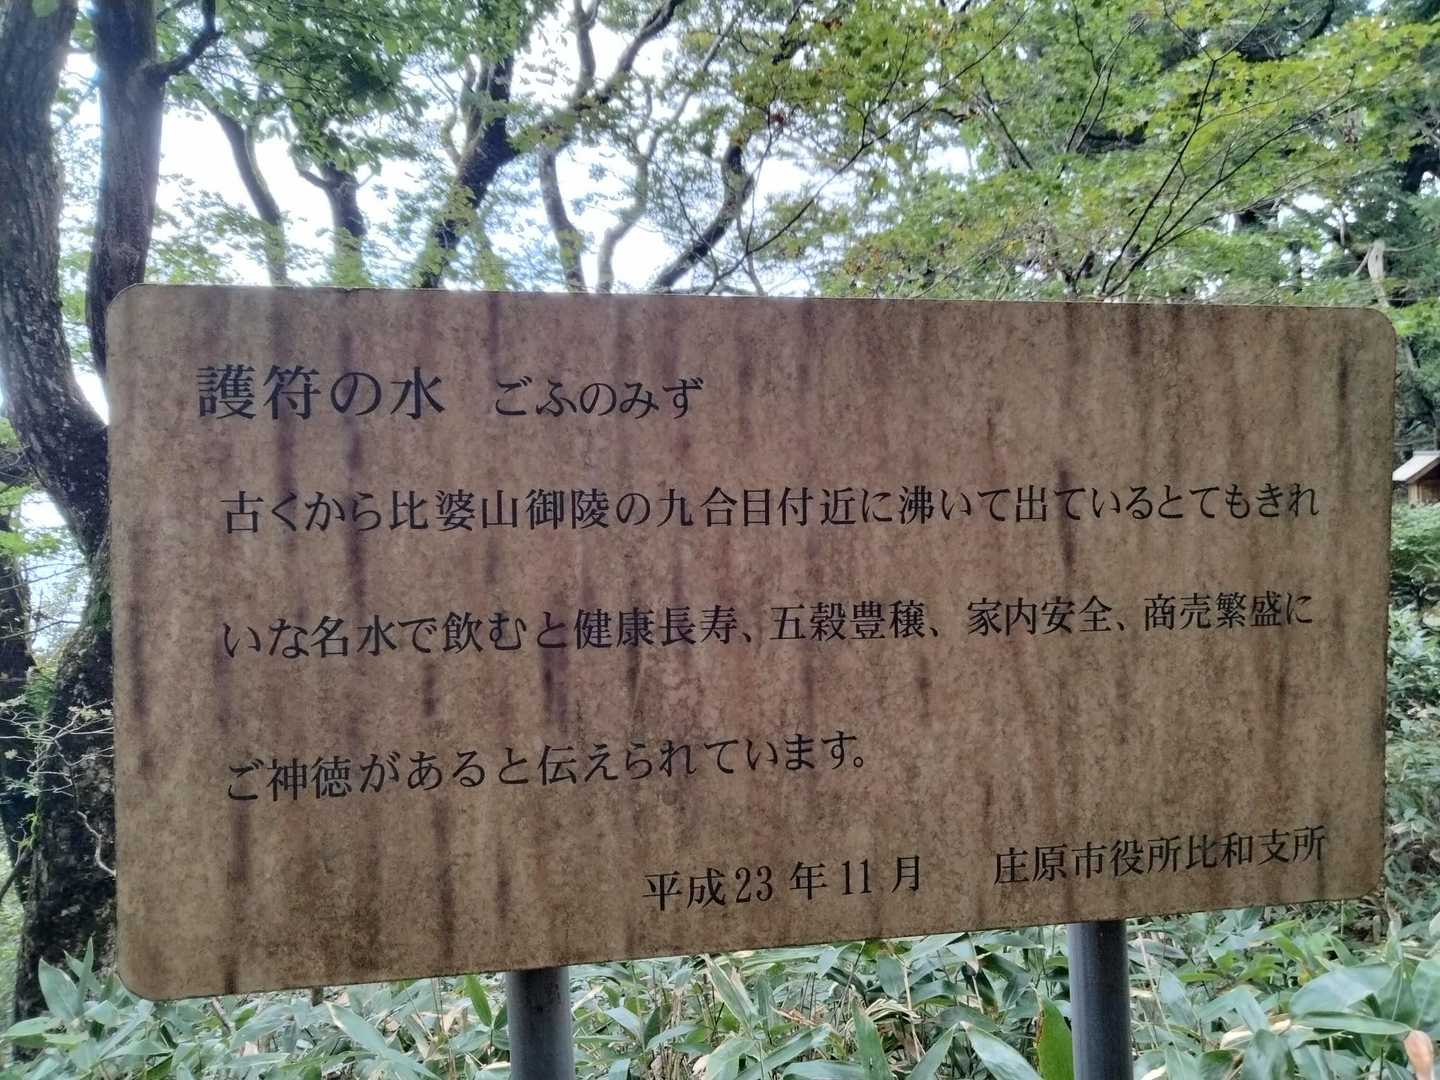 護符の水　ごふのみず
古くから比婆山御陵の九合目付近に沸いて出ているとてもきれ
いな名水で飲むと健康長寿、五穀豊穣、家内安全、商売繁盛に
ご神徳があると伝えられています。
平成23年11月　庄原市役所比和支所